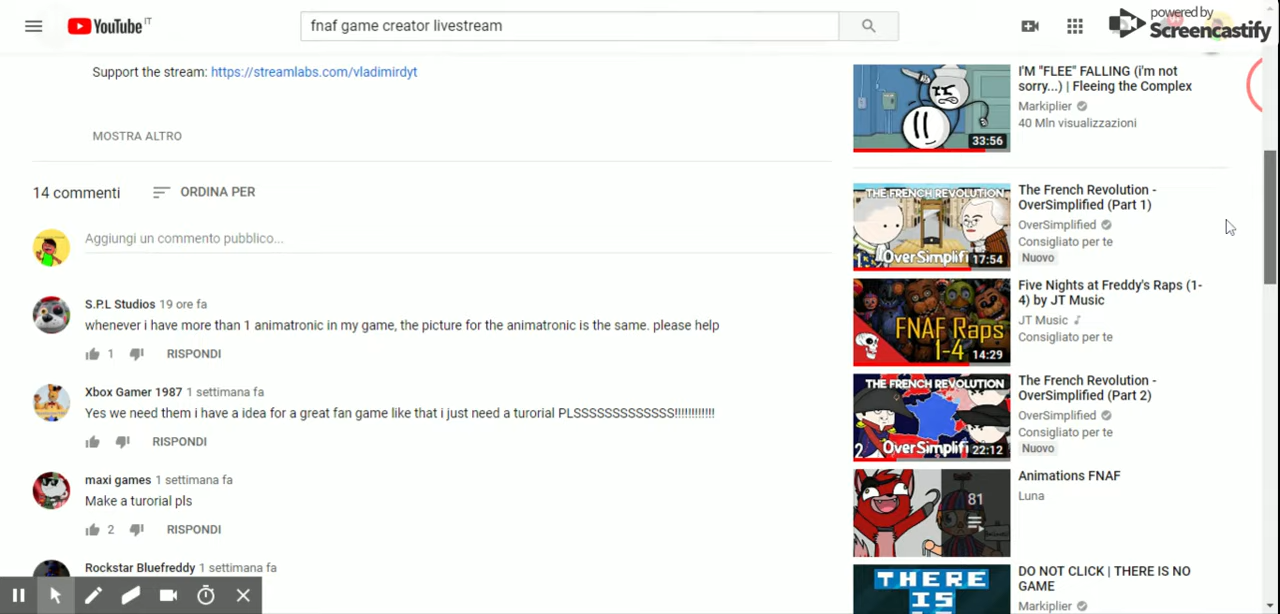 YouTube IT
fnaf game creator livestream
powered by
Screencastify
Support the stream: https://streamlabs.com/vladimirdyt
MOSTRA ALTRO
14 commenti
ORDINA PER
Aggiungi un commento pubblico...
S.P.L Studios 19 ore fa
whenever i have more than 1 animatronic in my game, the picture for the animatronic is the same. please help
1 RISPONDI
Xbox Gamer 1987 1 settimana fa
Yes we need them i have a idea for a great fan game like that i just need a turorial PLSSSSSSSSSSSSS!!!!!!!!!!!!
RISPONDI
maxi games 1 settimana fa
Make a turorial pls
2 RISPONDI
Rockstar Bluefreddy 1 settimana fa
33:56
I'M "FLEE" FALLING (i'm not
sorry...) | Fleeing the Complex
Markiplier
40 Mln visualizzazioni
THE FRENCH REVOLUTION
OverSimplifi
17:54
The French Revolution -
OverSimplified (Part 1)
OverSimplified
Consigliato per te
Nuovo
FNAF Raps
1-4
14:29
Five Nights at Freddy's Raps (1-
4) by JT Music
JT Music
Consigliato per te
THE FRENCH REVOLUTION
2 OverSimplifi
22:12
The French Revolution -
OverSimplified (Part 2)
OverSimplified
Consigliato per te
Nuovo
81
Animations FNAF
Luna
THERE
IS
DO NOT CLICK | THERE IS NO
GAME
Markiplier